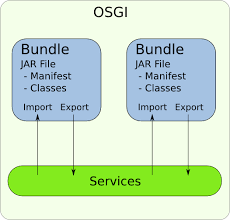 OSGI
Bundle
JAR File
- Manifest
- Classes
Import Export
Bundle
JAR File
- Manifest
- Classes
Import Export
Services